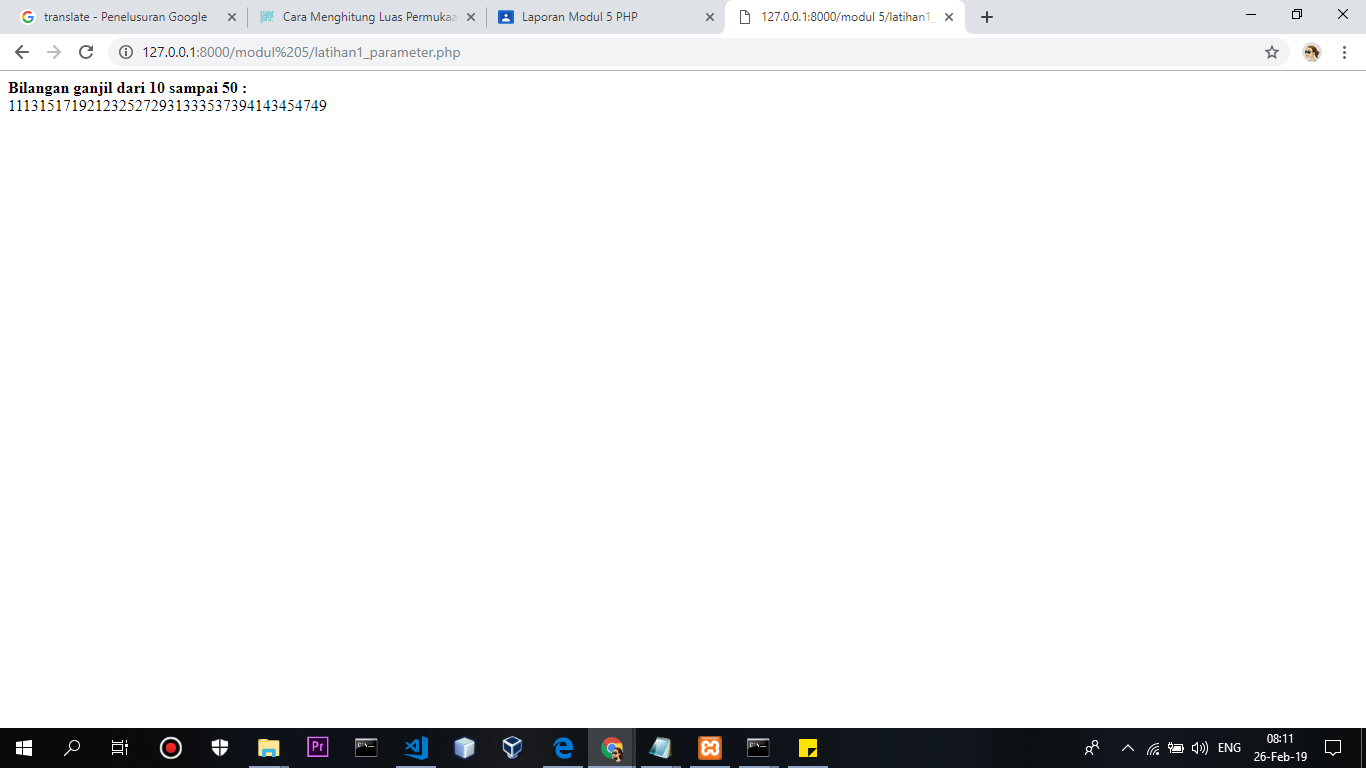 translate - Penelusuran Google
Cara Menghitung Luas Permukaa
Laporan Modul 5 PHP
127.0.0.1:8000/modul 5/latihan1_
127.0.0.1:8000/modul%205/latihan1_parameter.php
Bilangan ganjil dari 10 sampai 50 :
1113151719212325272931333537394143454749
Pr
ENG
08:11
26-Feb-19